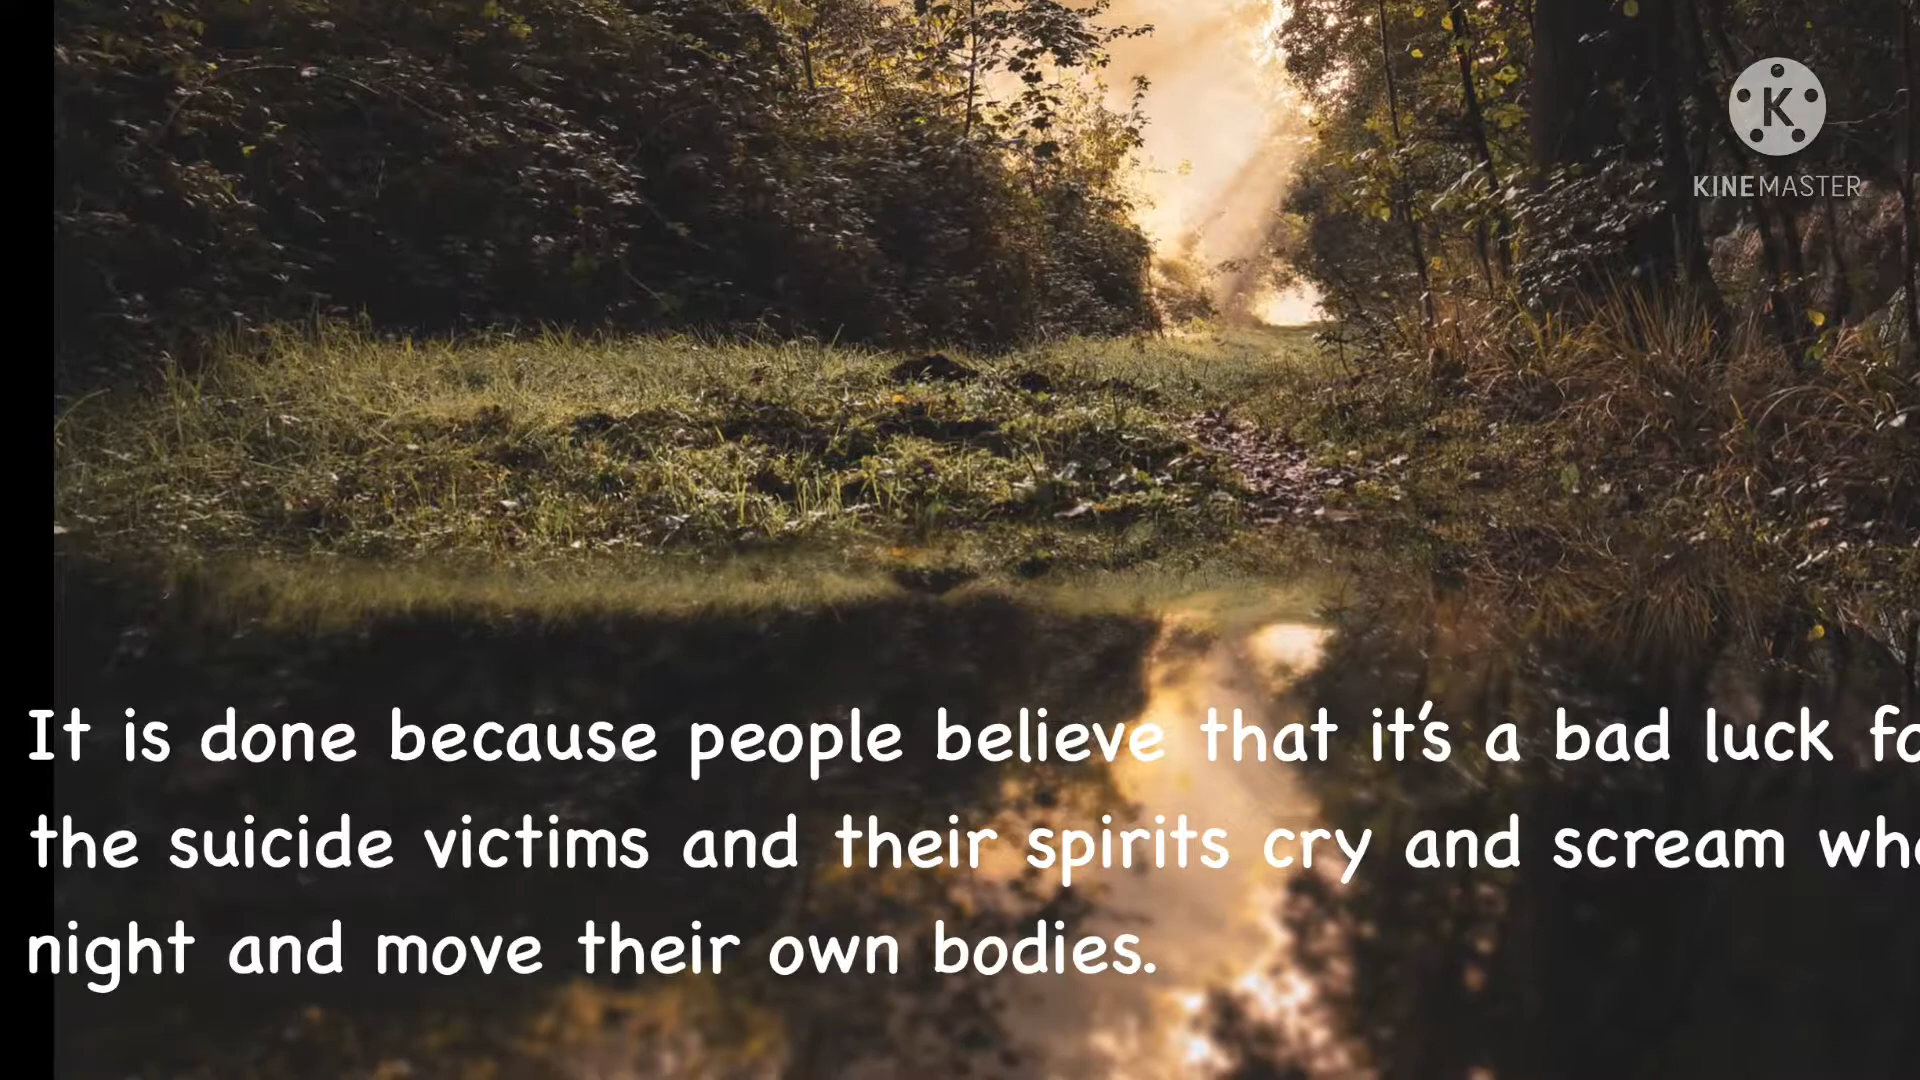 KINEMASTER
It is done because people believe that it's a bad luck
the suicide victims and their spirits cry and scream
night and move their own bodies.